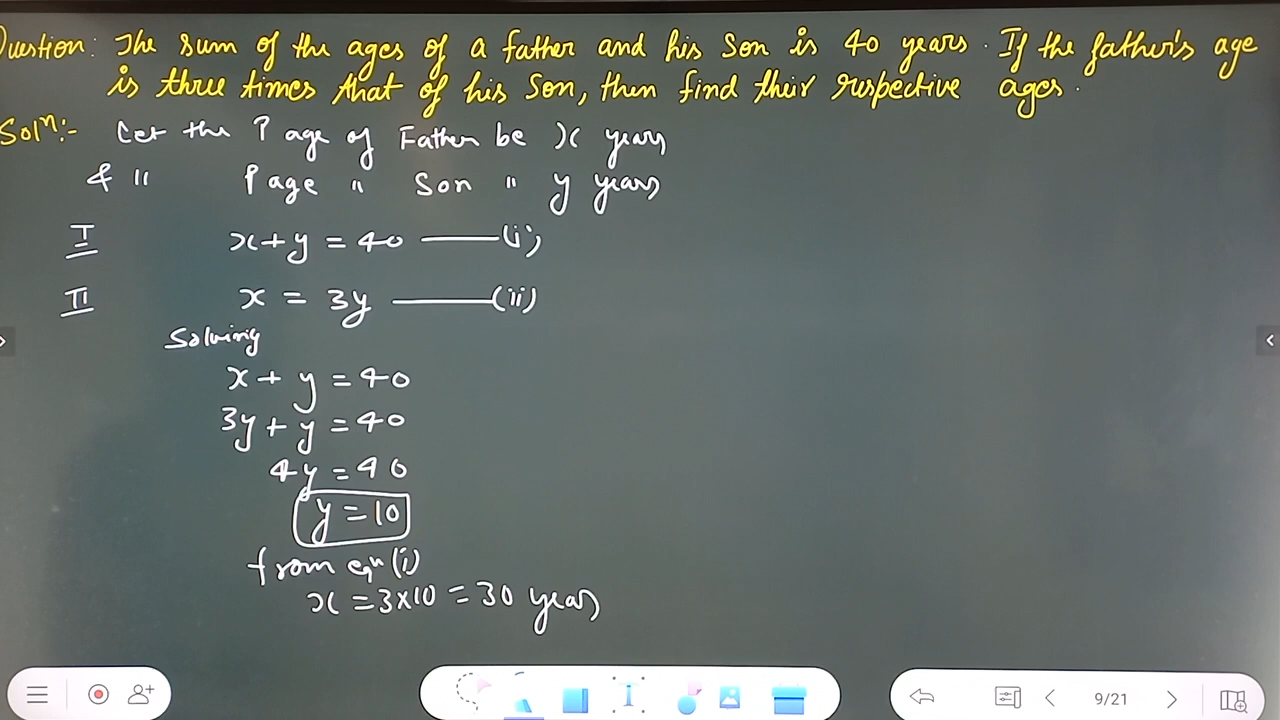 Question: The sum of the ages of a father and his Son is 40 years. If the father's age
is three times that of his Son, then find their respective ages.
Solⁿ:- Let the P age of Father be x years
& " P age " Son " y years
I x+y = 40 ——(i)
II x = 3y ——(ii)
Solving
x + y = 40
3y + y = 40
4y = 40
y = 10
from eqⁿ (i)
x = 3×10 = 30 years
9/21